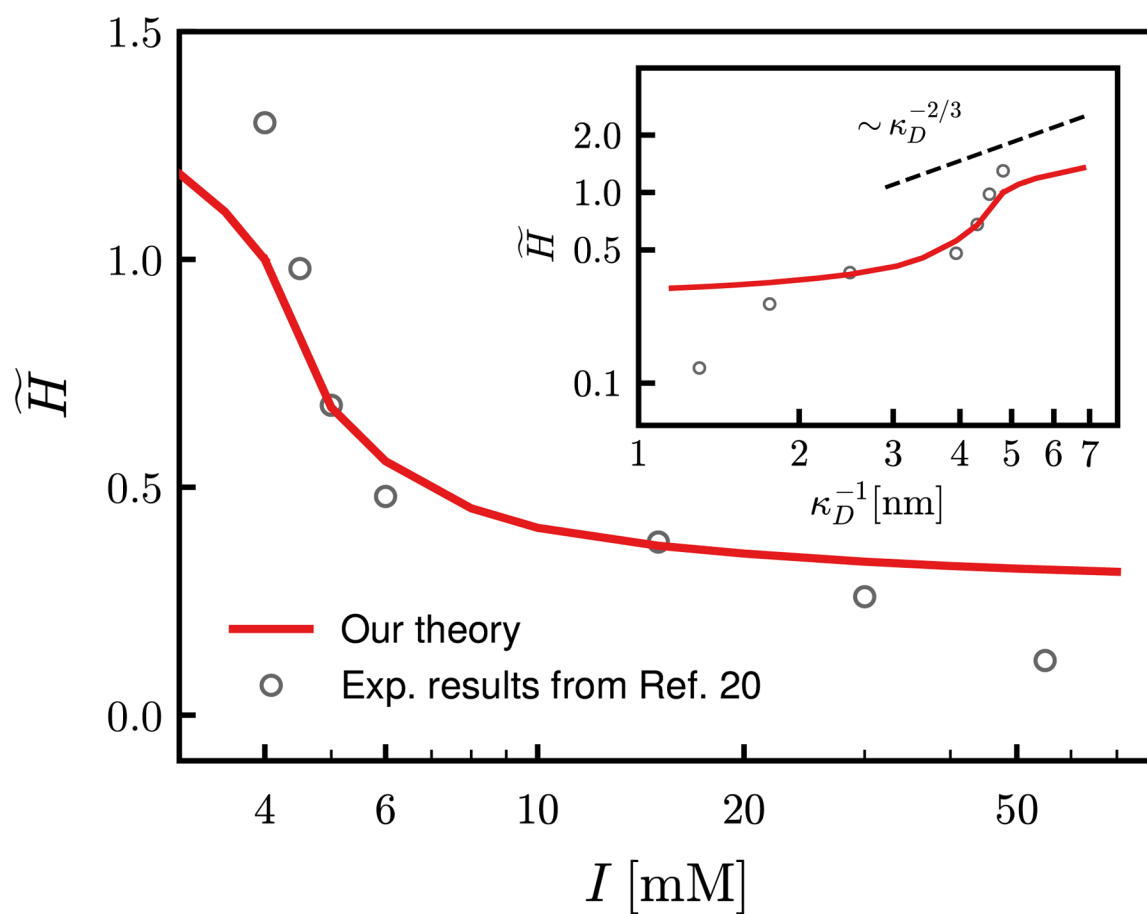 1.5
1.0
0.5
0.0
H̃
4 6 10 20 50
I [mM]
Our theory
Exp. results from Ref. 20
2.0
1.0
0.5
0.1
H̃
1 2 3 4 5 6 7
κ_D^{-1}[nm]
~ κ_D^{-2/3}